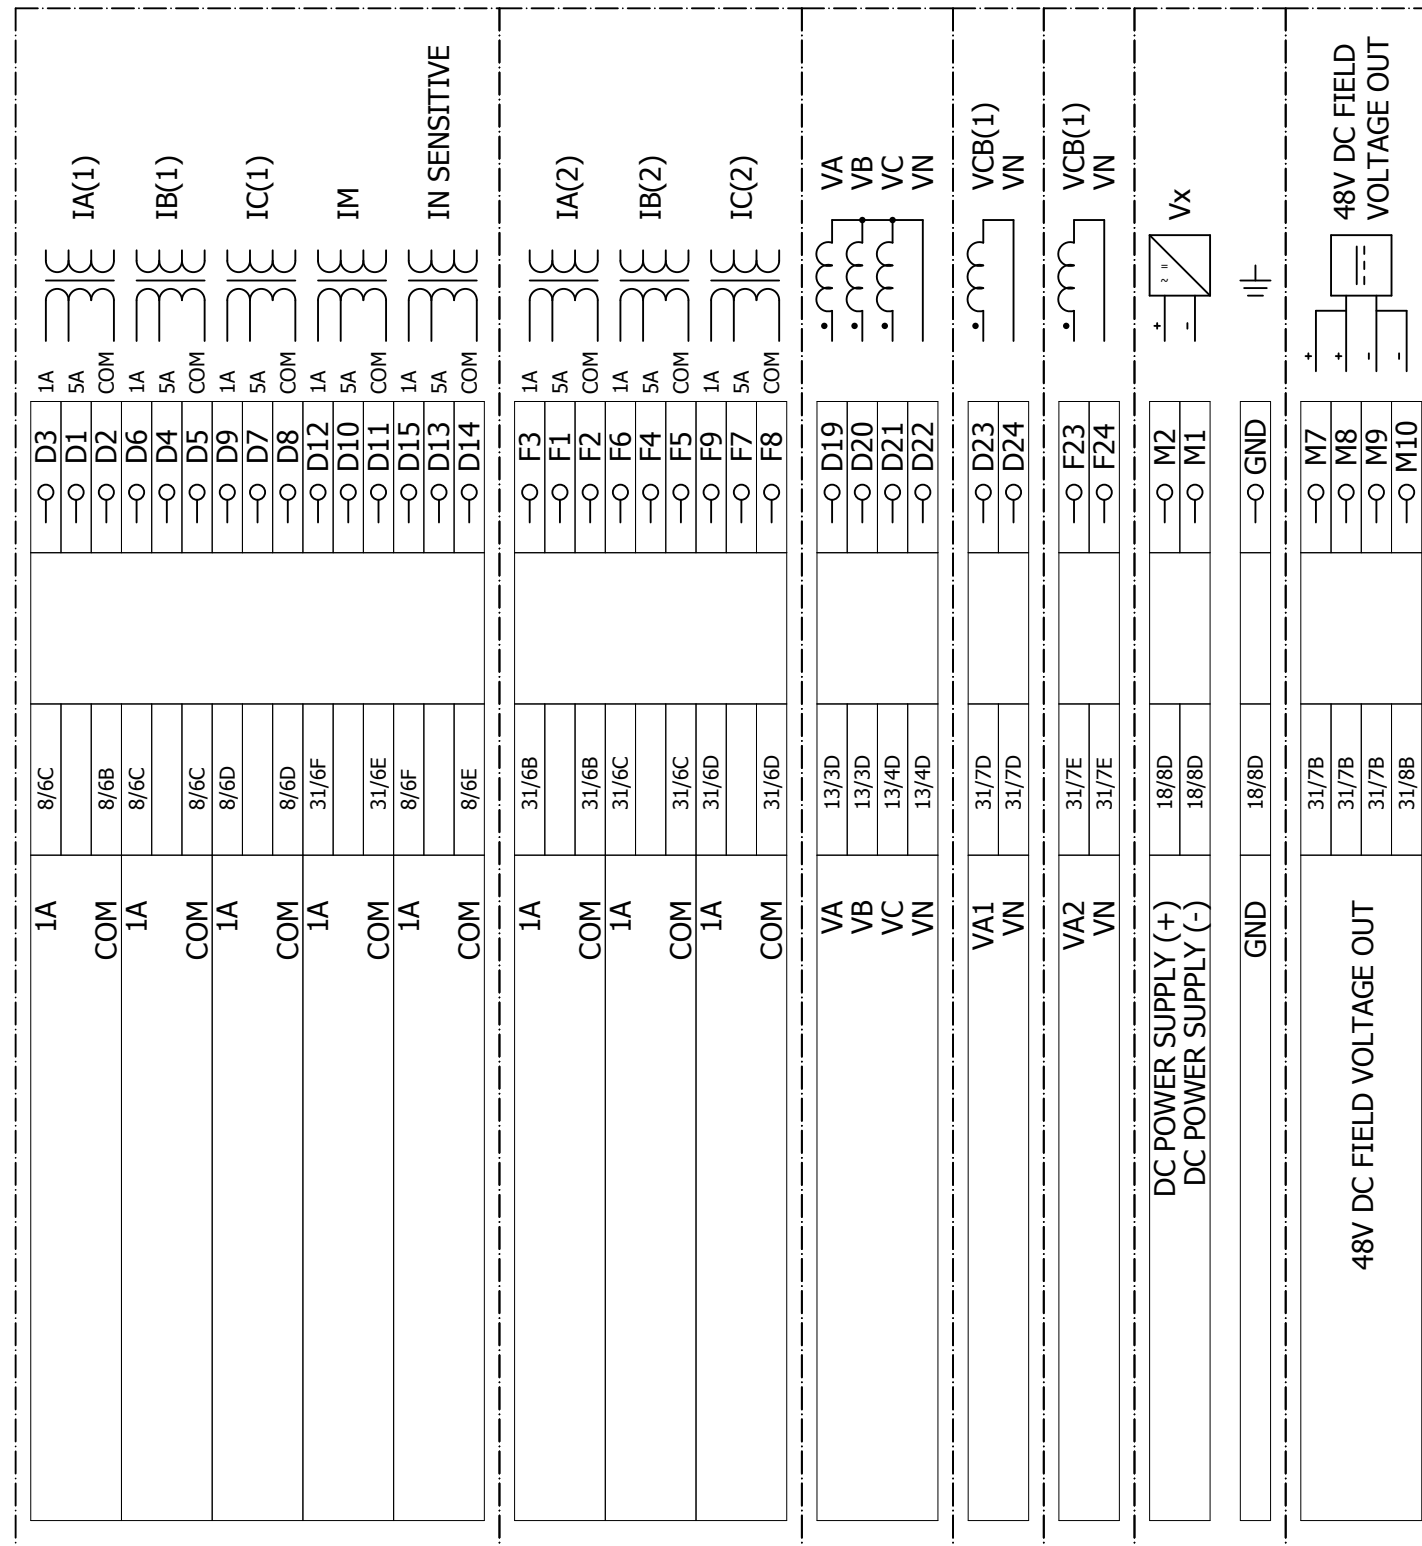 IA(1)
IB(1)
IC(1)
IM
IN SENSITIVE
1A
5A
COM
1A
5A
COM
1A
5A
COM
1A
5A
COM
1A
5A
COM
D3
D1
D2
D6
D4
D5
D9
D7
D8
D12
D10
D11
D15
D13
D14
8/6C
8/6B
8/6C
8/6C
8/6D
8/6D
31/6F
31/6E
8/6F
8/6E
1A
COM
1A
COM
1A
COM
1A
COM
1A
COM
IA(2)
IB(2)
IC(2)
1A
5A
COM
1A
5A
COM
1A
5A
COM
F3
F1
F2
F6
F4
F5
F9
F7
F8
31/6B
31/6B
31/6C
31/6C
31/6D
31/6D
1A
COM
1A
COM
1A
COM
VA
VB
VC
VN
D19
D20
D21
D22
13/3D
13/3D
13/4D
13/4D
VA
VB
VC
VN
VCB(1)
VN
D23
D24
31/7D
31/7D
VA1
VN
VCB(1)
VN
F23
F24
31/7E
31/7E
VA2
VN
Vx
~ =
+
-
M2
M1
18/8D
18/8D
DC POWER SUPPLY (+)
DC POWER SUPPLY (-)
GND
18/8D
GND
48V DC FIELD
VOLTAGE OUT
+
+
-
-
M7
M8
M9
M10
31/7B
31/7B
31/7B
31/8B
48V DC FIELD VOLTAGE OUT